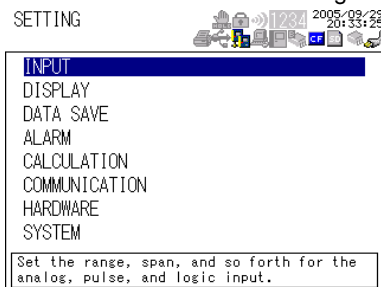 SETTING
1234
2005/09/29
20:33:25
CF
INPUT
DISPLAY
DATA SAVE
ALARM
CALCULATION
COMMUNICATION
HARDWARE
SYSTEM
Set the range, span, and so forth for the
analog, pulse, and logic input.